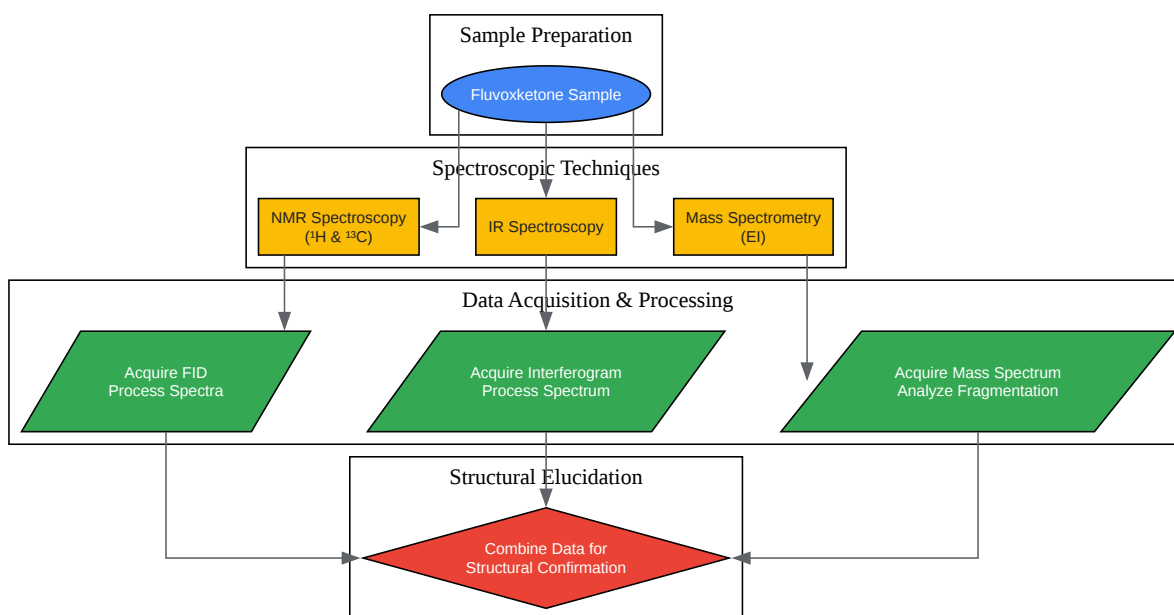 Sample Preparation
Fluvoxketone Sample
Spectroscopic Techniques
NMR Spectroscopy
(¹H & ¹³C)
IR Spectroscopy
Mass Spectrometry
(EI)
Data Acquisition & Processing
Acquire FID
Process Spectra
Acquire Interferogram
Process Spectrum
Acquire Mass Spectrum
Analyze Fragmentation
Structural Elucidation
Combine Data for
Structural Confirmation